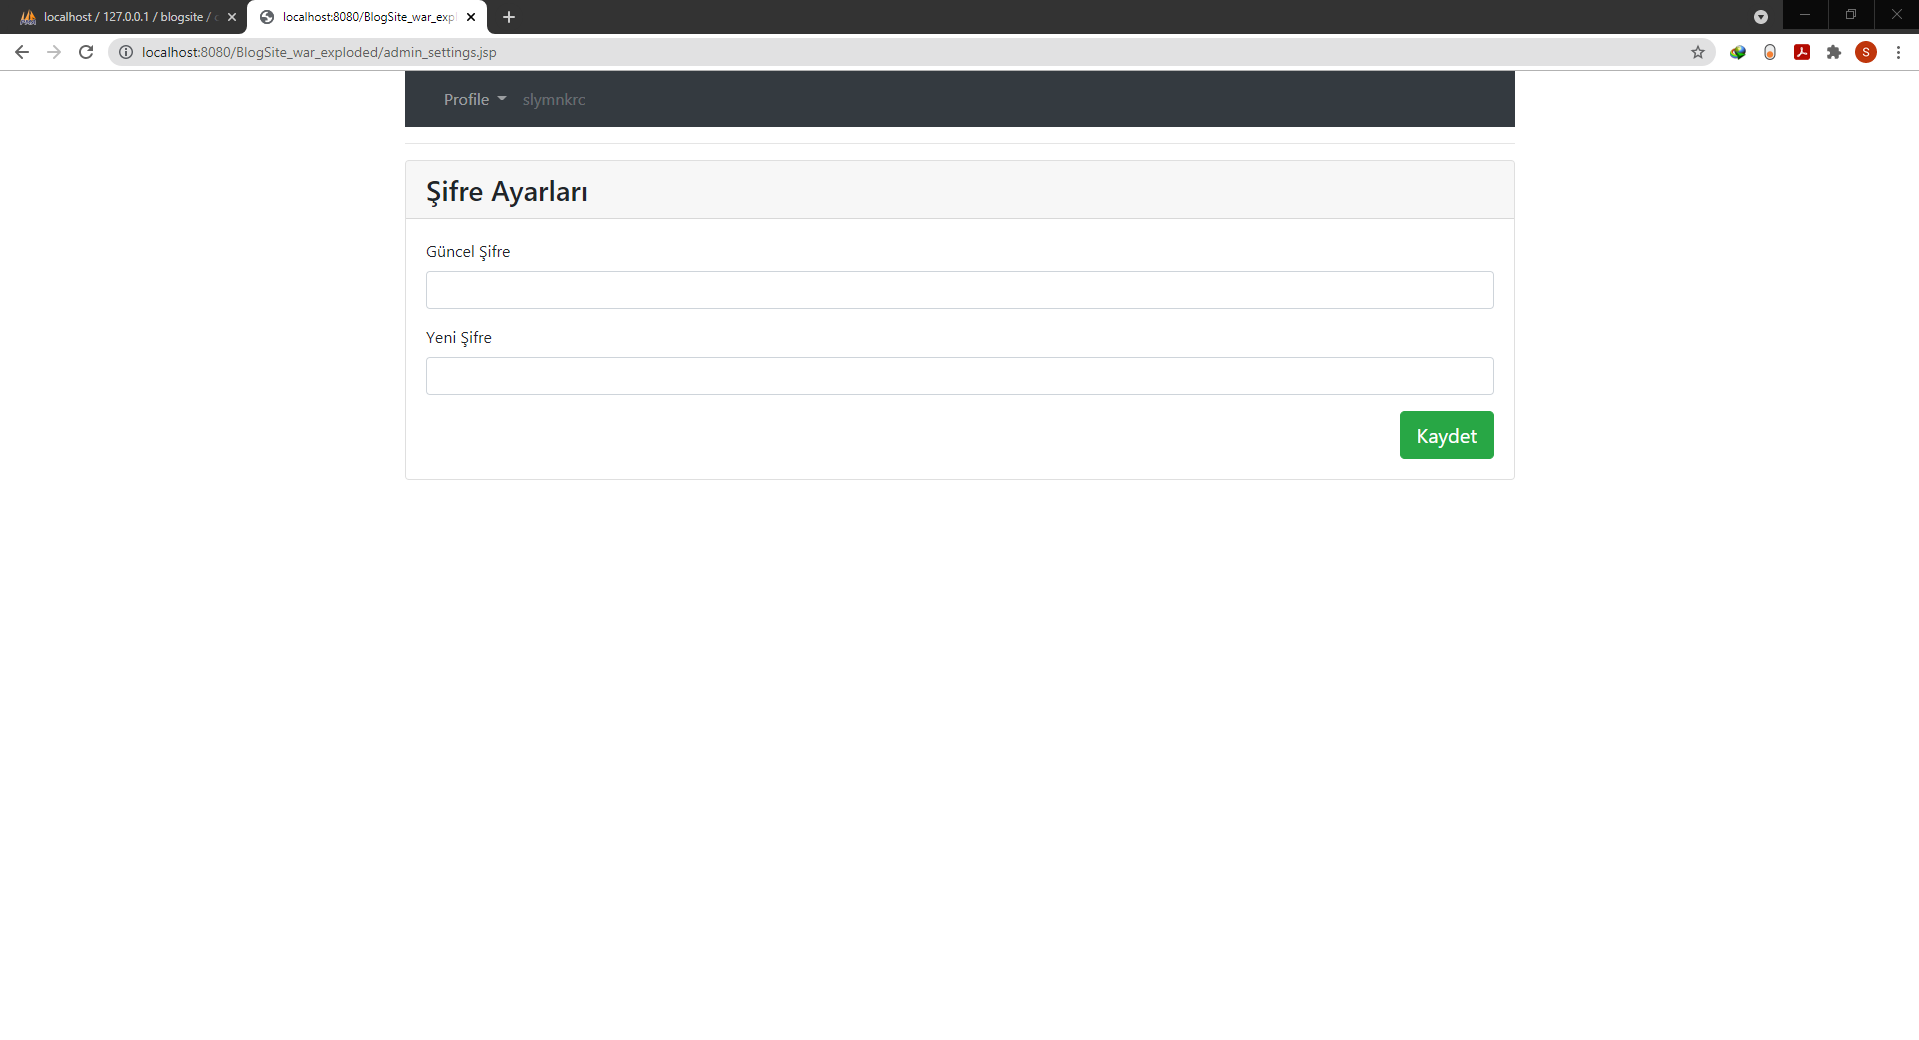 localhost / 127.0.0.1 / blogsite /
localhost:8080/BlogSite_war_expl
localhost:8080/BlogSite_war_exploded/admin_settings.jsp
S
Profile slymnkrc
Şifre Ayarları
Güncel Şifre
Yeni Şifre
Kaydet